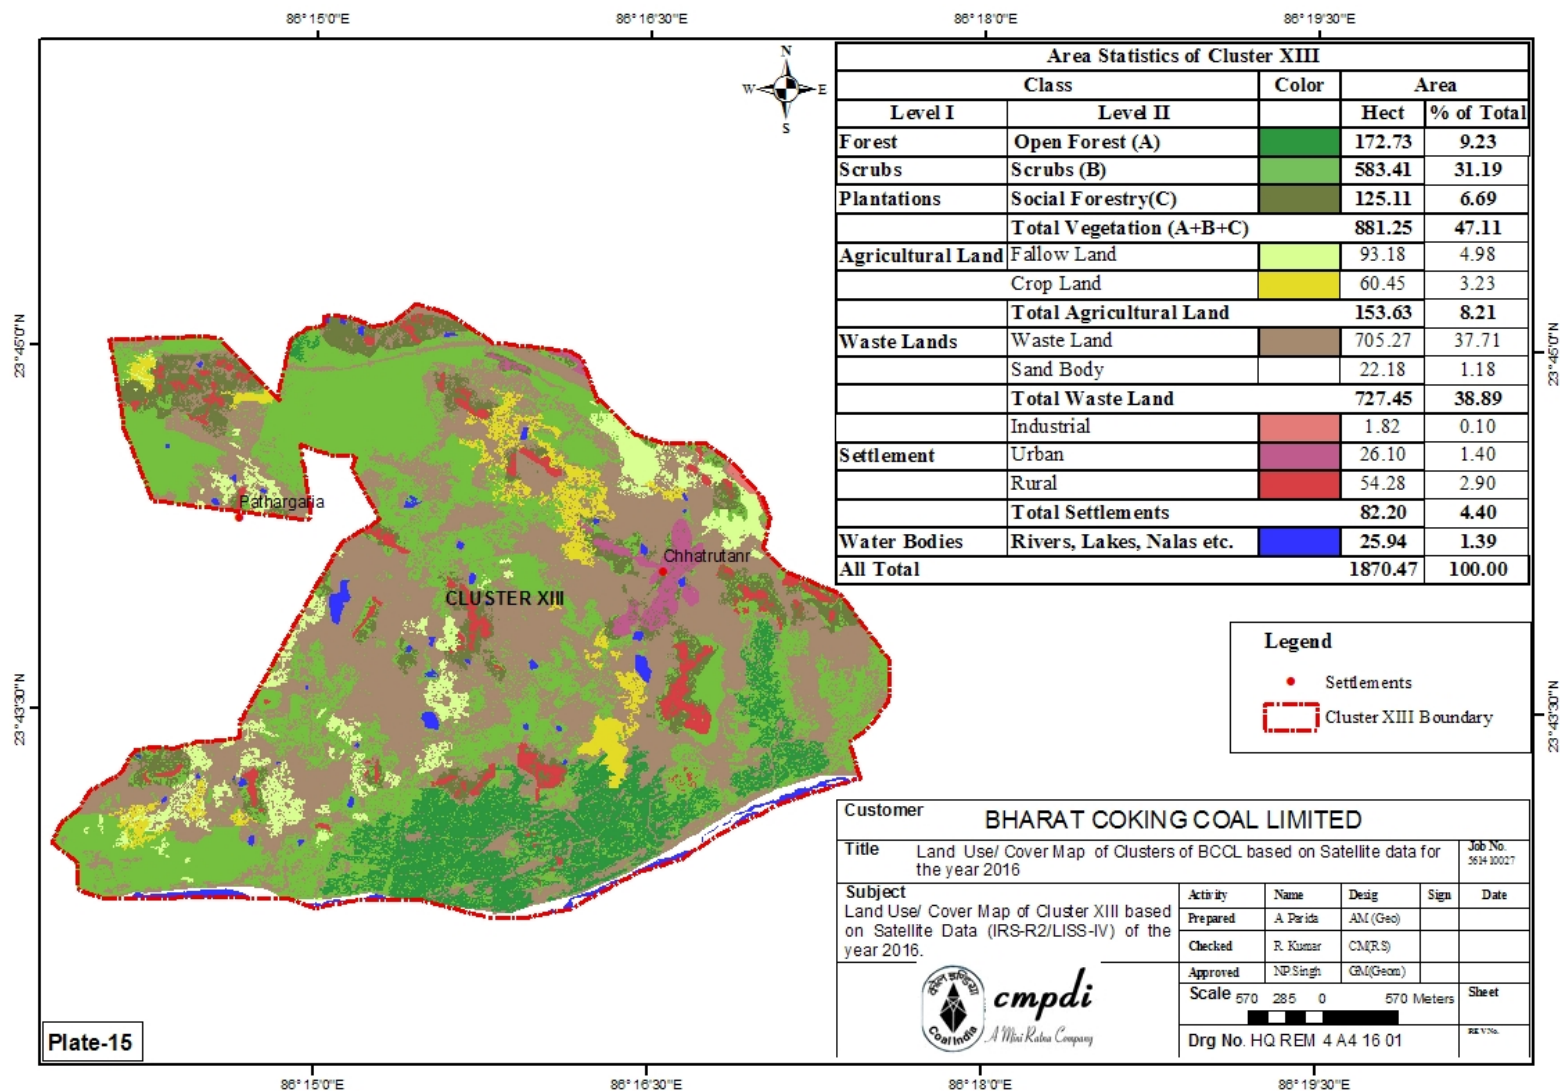 86°15'0"E 86°16'30"E 86°18'0"E 86°19'30"E
N
W E
S
Area Statistics of Cluster XIII
Class Color Area
Level I Level II Hect % of Total
Forest Open Forest (A) 172.73 9.23
Scrubs Scrubs (B) 583.41 31.19
Plantations Social Forestry(C) 125.11 6.69
Total Vegetation (A+B+C) 881.25 47.11
Agricultural Land Fallow Land 93.18 4.98
Crop Land 60.45 3.23
Total Agricultural Land 153.63 8.21
Waste Lands Waste Land 705.27 37.71
Sand Body 22.18 1.18
Total Waste Land 727.45 38.89
Industrial 1.82 0.10
Settlement Urban 26.10 1.40
Rural 54.28 2.90
Total Settlements 82.20 4.40
Water Bodies Rivers, Lakes, Nalas etc. 25.94 1.39
All Total 1870.47 100.00
23°45'0"N 23°45'0"N
Pathargaria
Chhatrutanr
CLUSTER XIII
23°43'30"N 23°43'30"N
Legend
Settlements
Cluster XIII Boundary
Customer BHARAT COKING COAL LIMITED
Title Land Use/ Cover Map of Clusters of BCCL based on Satellite data for
the year 2016
Job No.
561410027
Subject
Land Use/ Cover Map of Cluster XIII based
on Satellite Data (IRS-R2/LISS-IV) of the
year 2016.
Activity Name Desig Sign Date
Prepared A Parida AM (Geo)
Checked R. Kumar CM(RS)
Approved NP.Singh GM(Geom)
Scale 570 285 0 570 Meters Sheet
Drg No. HQ REM 4 A4 16 01 REV No.
कोल इण्डिया
Coal India
cmpdi
A Mini Ratna Company
Plate-15
86°15'0"E 86°16'30"E 86°18'0"E 86°19'30"E